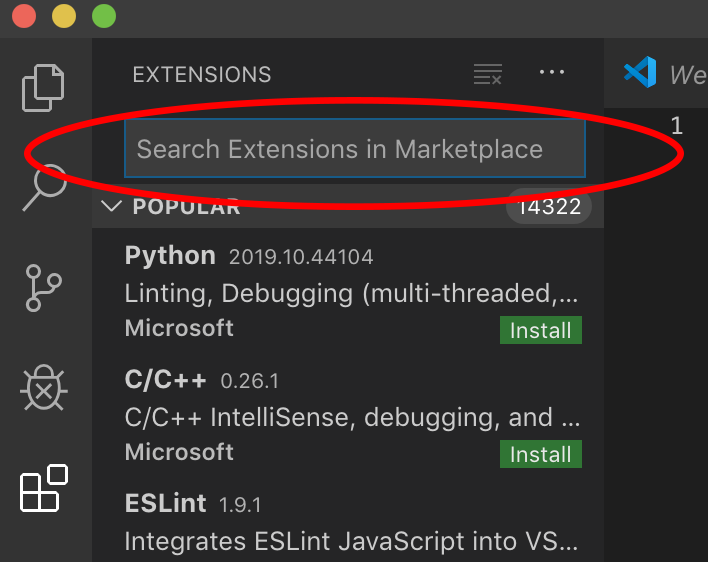 EXTENSIONS
We
Search Extensions in Marketplace
1
POPULAR 14322
Python 2019.10.44104
Linting, Debugging (multi-threaded,...
Microsoft Install
C/C++ 0.26.1
C/C++ IntelliSense, debugging, and ...
Microsoft Install
ESLint 1.9.1
Integrates ESLint JavaScript into VS...